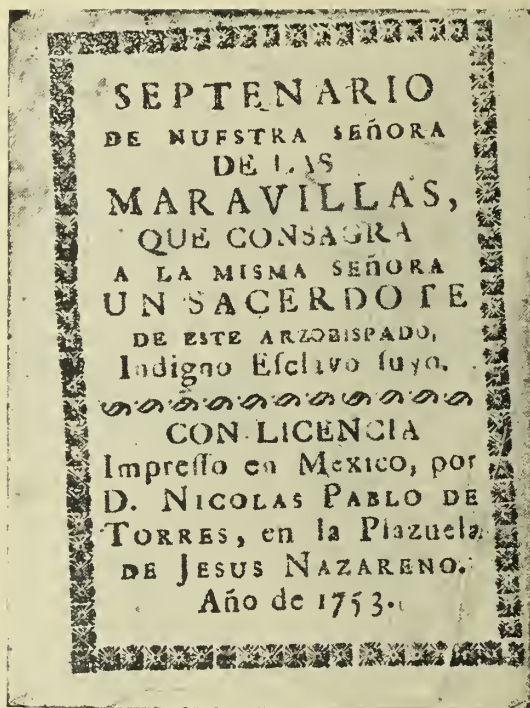 SEPTENARIO
DE NUESTRA SEÑORA
DE LAS
MARAVILLAS,
QUE CONSAGRA
A LA MISMA SEÑORA
UN SACERDOTE
DE ESTE ARZOBISPADO,
Indigno Eſclavo ſuyo.
CON LICENCIA
Impreſſo en Mexico, por
D. NICOLAS PABLO DE
TORRES, en la Plazuela
DE JESUS NAZARENO.
Año de 1753.